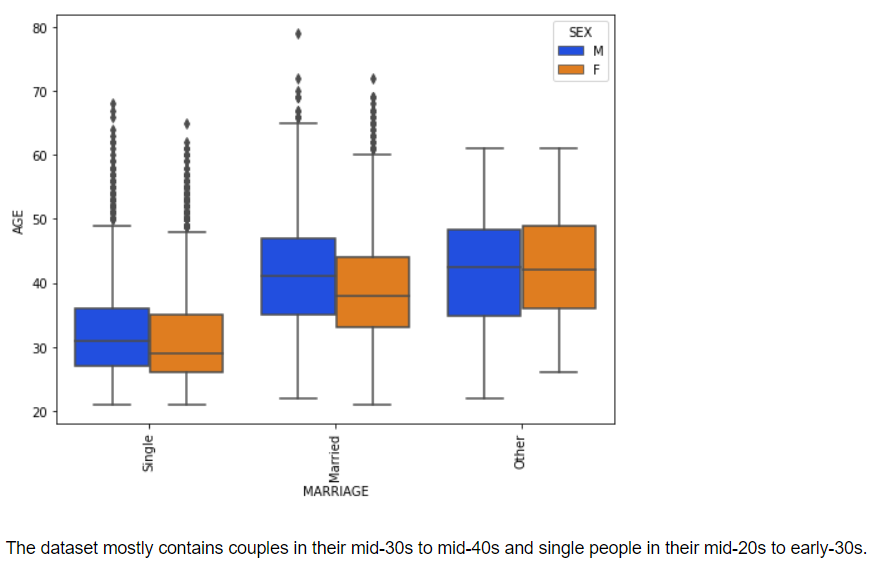 80
SEX
M
F
70
60
50
AGE
40
30
20
Single
Married
Other
MARRIAGE
The dataset mostly contains couples in their mid-30s to mid-40s and single people in their mid-20s to early-30s.